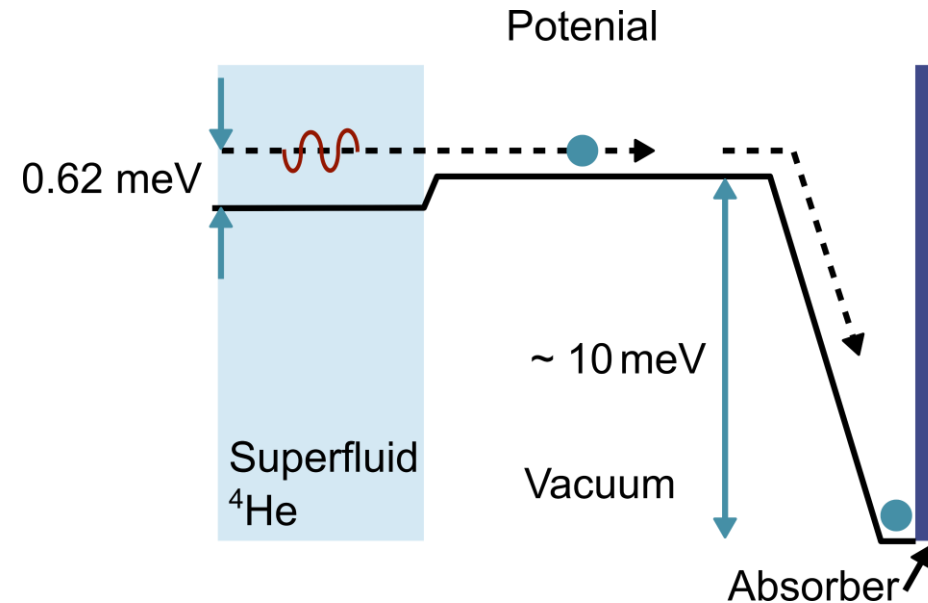 Potenial
0.62 meV
~ 10 meV
Superfluid
⁴He
Vacuum
Absorber